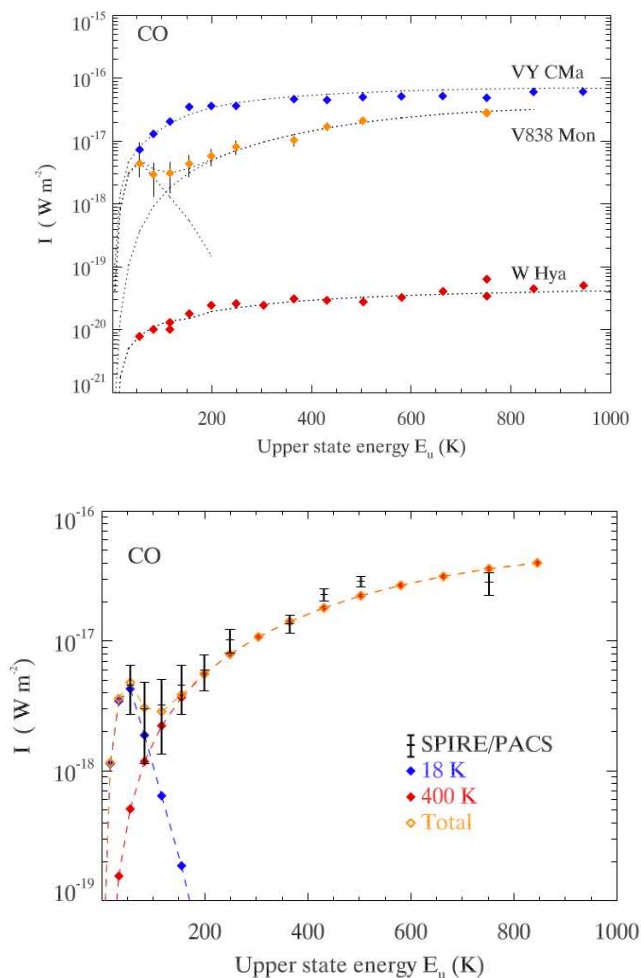 CO
10^-15
10^-16
10^-17
10^-18
10^-19
10^-20
10^-21
I ( W m^-2)
VY CMa
V838 Mon
W Hya
200 400 600 800 1000
Upper state energy E_u (K)
CO
10^-16
10^-17
10^-18
10^-19
I ( W m^-2)
SPIRE/PACS
18 K
400 K
Total
200 400 600 800 1000
Upper state energy E_u (K)